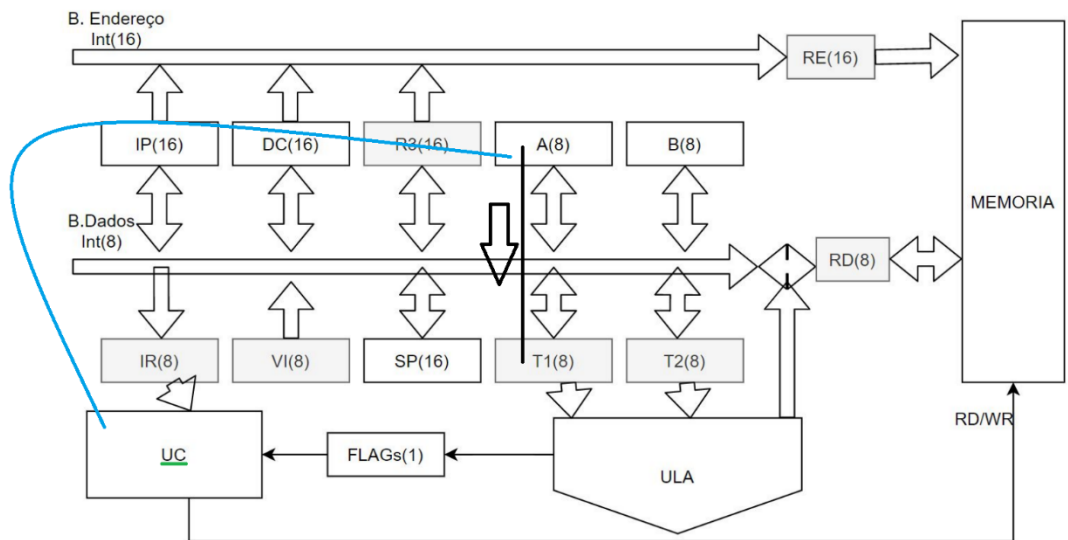 B. Endereço
Int(16)
RE(16)
IP(16)
DC(16)
R3(16)
A(8)
B(8)
MEMORIA
B.Dados
Int(8)
RD(8)
IR(8)
VI(8)
SP(16)
T1(8)
T2(8)
RD/WR
UC
FLAGs(1)
ULA